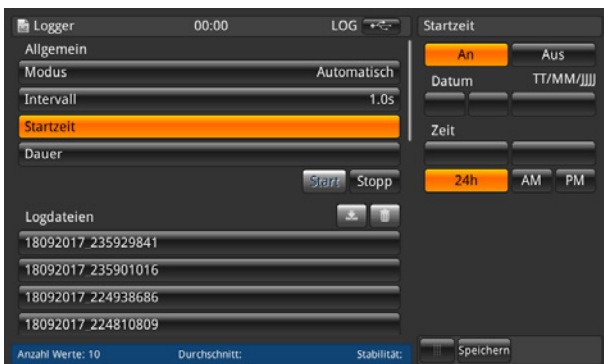 Logger 00:00 LOG
Allgemein
Modus Automatisch
Intervall 1.0s
Startzeit
Dauer
Start Stopp
Logdateien
18092017_235929841
18092017_235901016
18092017_224938686
18092017_224810809
Anzahl Werte: 10 Durchschnitt: Stabilität:
Startzeit
An Aus
Datum TT/MM/JJJJ
Zeit
24h AM PM
Speichern